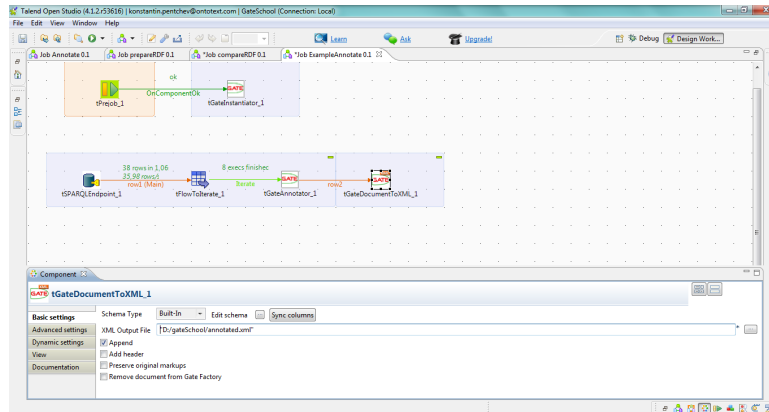 Talend Open Studio (4.1.2.r53616) | konstantin.pentchev@ontotext.com | GateSchool (Connection: Local)
File Edit View Window Help
Learn Ask Upgrade!
Debug Design Work...
Job Annotate 0.1 Job prepareRDF 0.1 *Job compareRDF 0.1 *Job ExampleAnnotate 0.1
ok
OnComponentOk
GATE
tPrejob_1 tGateInstantiator_1
38 rows in 1,06
35,98 rows/s
row1 (Main)
8 execs finished
Iterate
GATE
row2
GATE
tSPARQLEndpoint_1 tFlowToIterate_1 tGateAnnotator_1 tGateDocumentToXML_1
Component
GATE tGateDocumentToXML_1
Basic settings
Advanced settings
Dynamic settings
View
Documentation
Schema Type Built-In Edit schema ... Sync columns
XML Output File "D:/gateSchool/annotated.xml" * ...
Append
Add header
Preserve original markups
Remove document from Gate Factory